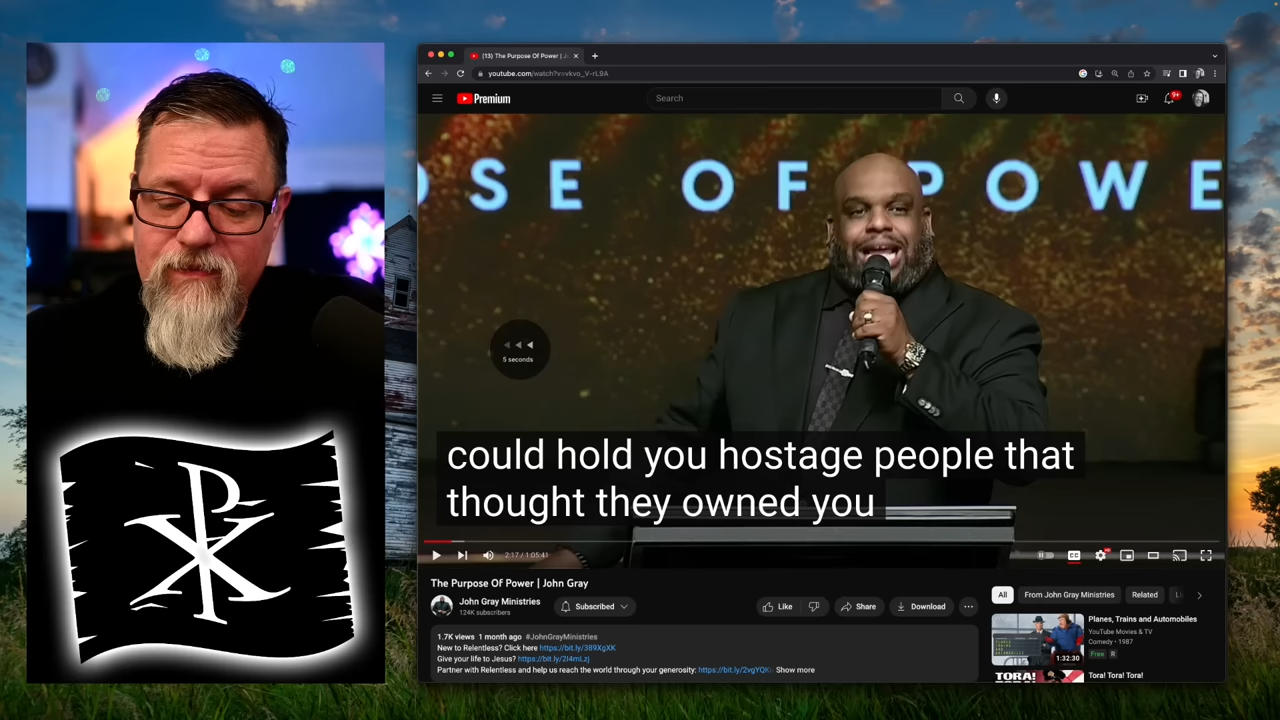 (13) The Purpose Of Power | J
youtube.com/watch?v=vkvo_V-rL9A
Premium
Search
9+
OSE OF POWE
5 seconds
could hold you hostage people that
thought they owned you
2:17 / 1:05:41
CC
The Purpose Of Power | John Gray
John Gray Ministries
124K subscribers
Subscribed
Like
Share
Download
1.7K views 1 month ago #JohnGrayMinistries
New to Relentless? Click here https://bit.ly/389XgXK
Give your life to Jesus? https://bit.ly/2I4mLzj
Partner with Relentless and help us reach the world through your generosity: https://bit.ly/2vgYQKi Show more
All
From John Gray Ministries
Related
Planes, Trains and Automobiles
YouTube Movies & TV
Comedy • 1987
Free R
1:32:30
TORA! TORA!
Tora! Tora! Tora!